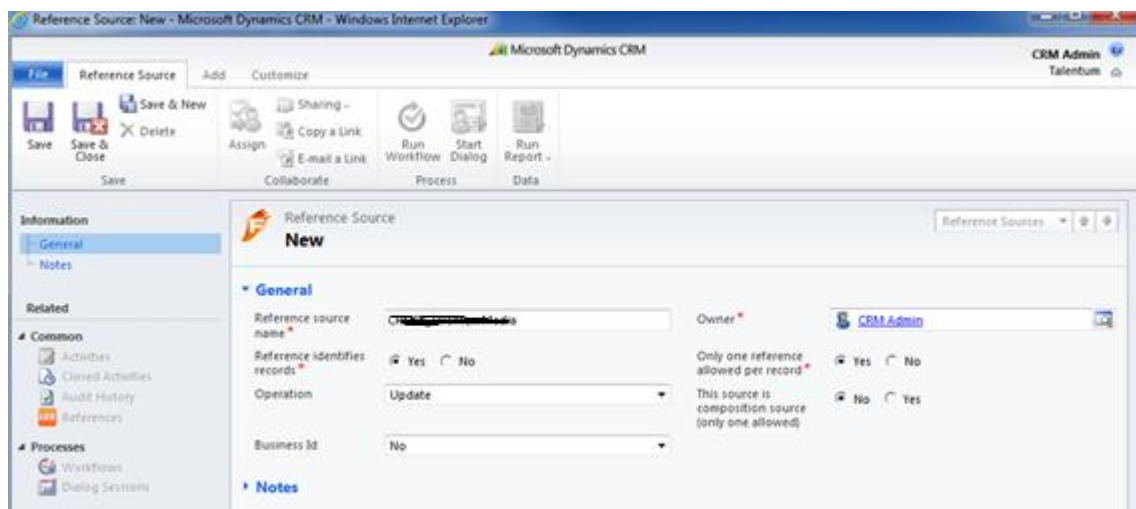 Reference Source: New - Microsoft Dynamics CRM - Windows Internet Explorer
Microsoft Dynamics CRM
CRM Admin
Talentum
File Reference Source Add Customize
Save
Save & Close
Save & New
Delete
Save
Assign
Sharing
Copy a Link
E-mail a Link
Collaborate
Run Workflow
Start Dialog
Process
Run Report
Data
Information
General
Notes
Related
Common
Activities
Closed Activities
Audit History
References
Processes
Workflows
Dialog Sessions
Reference Source
New
Reference Sources
General
Reference source
name*
Owner* CRM Admin
Reference identifies
records* Yes No
Only one reference
allowed per record* Yes No
Operation Update
This source is
composition source
(only one allowed) No Yes
Business Id No
Notes